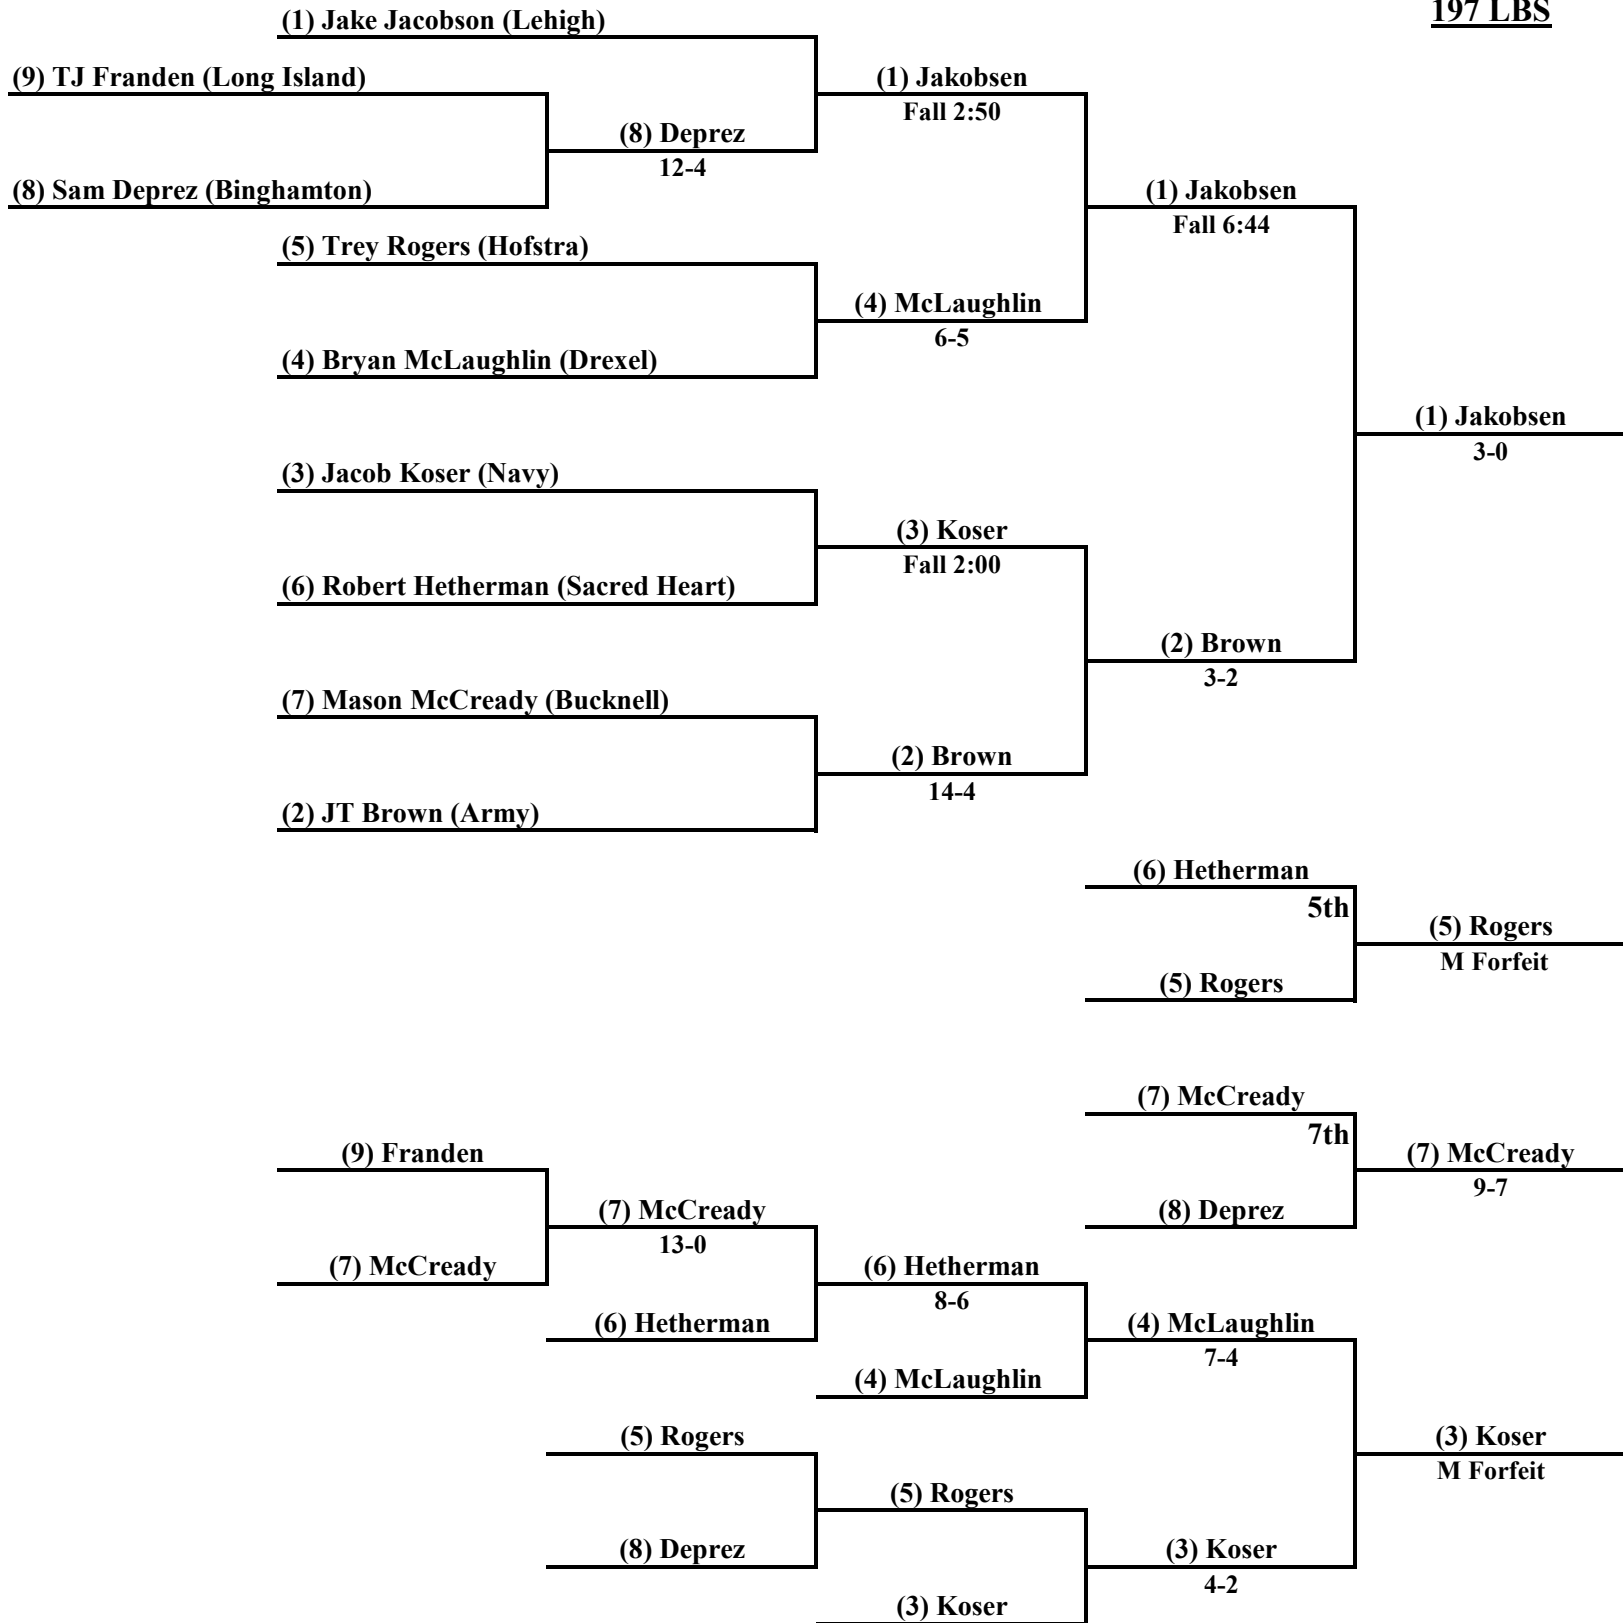 197 LBS
(1) Jake Jacobson (Lehigh)
(9) TJ Franden (Long Island)
(1) Jakobsen
Fall 2:50
(8) Deprez
12-4
(8) Sam Deprez (Binghamton)
(1) Jakobsen
Fall 6:44
(5) Trey Rogers (Hofstra)
(4) McLaughlin
6-5
(4) Bryan McLaughlin (Drexel)
(1) Jakobsen
3-0
(3) Jacob Koser (Navy)
(3) Koser
Fall 2:00
(6) Robert Hetherman (Sacred Heart)
(2) Brown
3-2
(7) Mason McCready (Bucknell)
(2) Brown
14-4
(2) JT Brown (Army)
(6) Hetherman
5th
(5) Rogers
M Forfeit
(5) Rogers
(7) McCready
7th
(9) Franden
(7) McCready
9-7
(7) McCready
13-0
(8) Deprez
(7) McCready
(6) Hetherman
8-6
(6) Hetherman
(4) McLaughlin
7-4
(4) McLaughlin
(5) Rogers
(3) Koser
M Forfeit
(5) Rogers
(8) Deprez
(3) Koser
4-2
(3) Koser